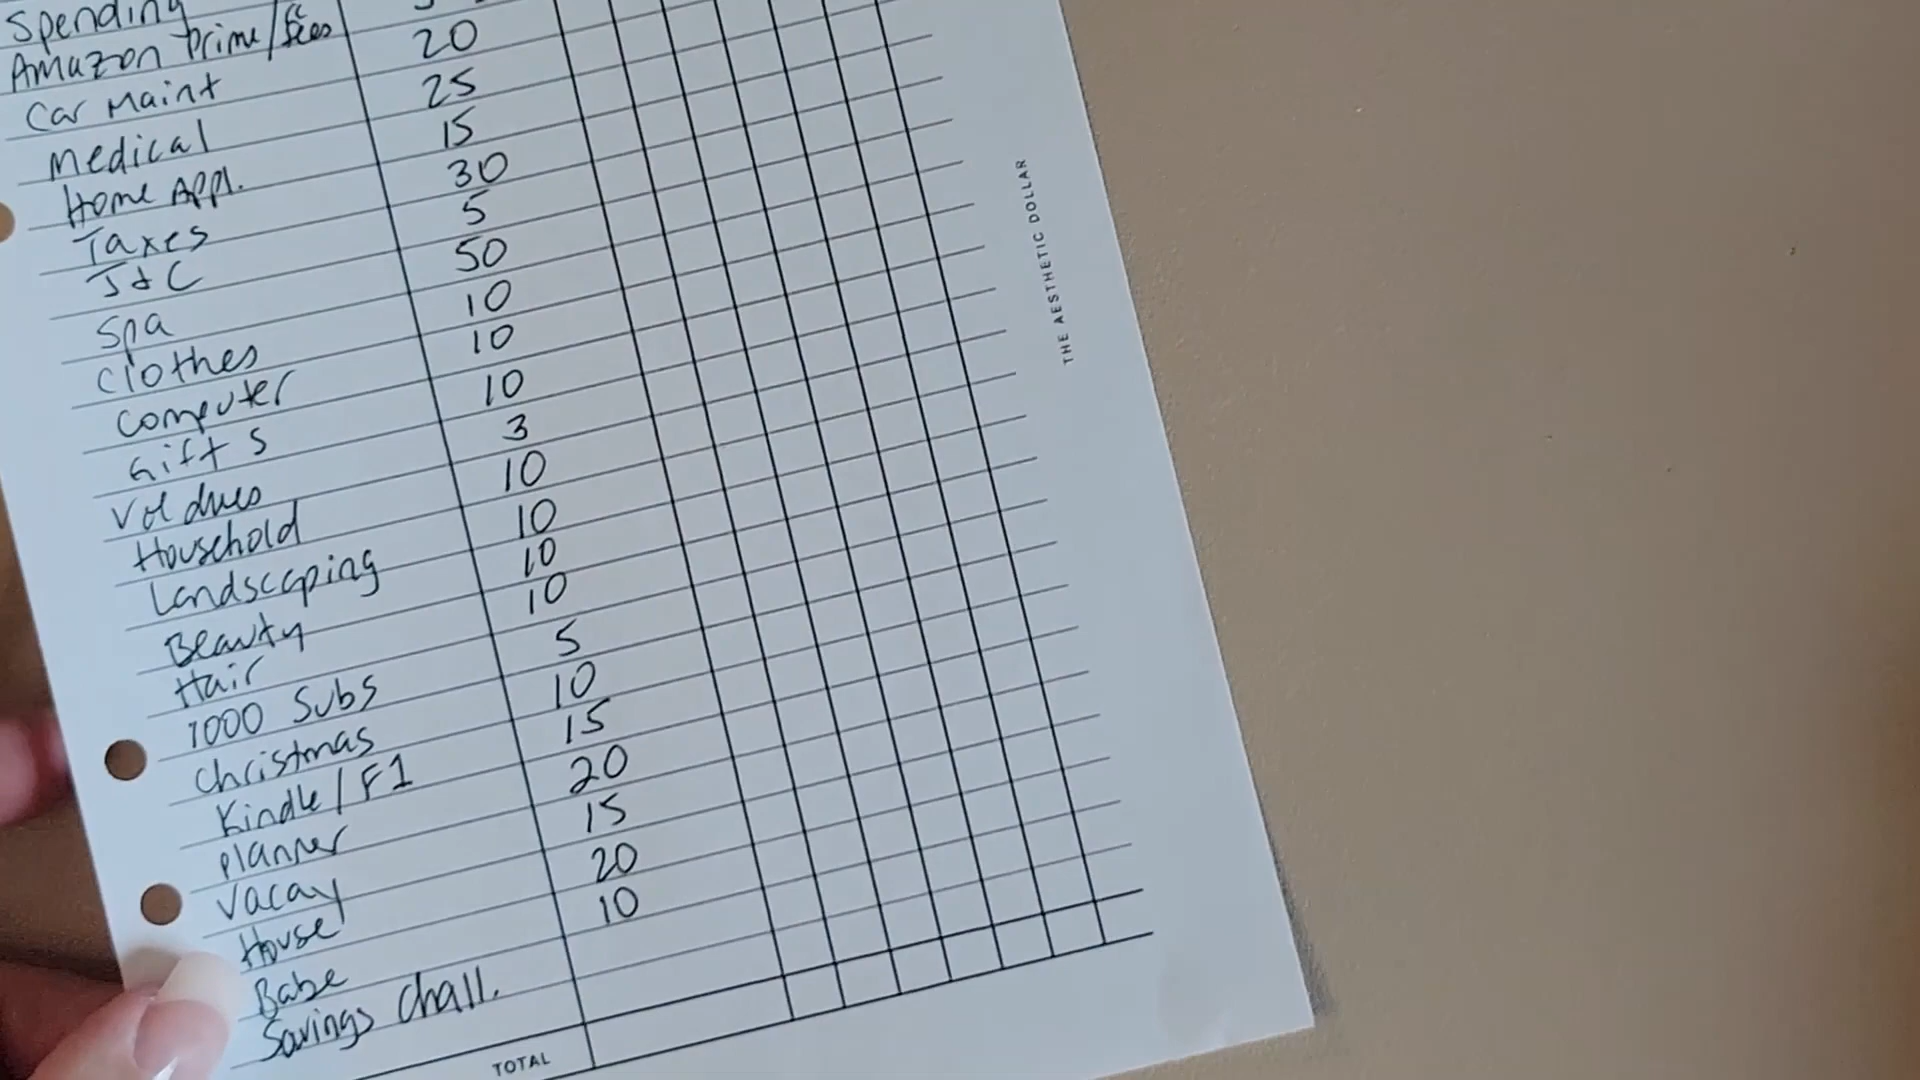 Spending
Amazon Prime/fees
Car Maint 20
Medical 25
Home Appl. 15
Taxes 30
J&C 5
Spa 50
Clothes 10
Computer 10
Gifts 10
Vol dues 3
Household 10
Landscaping 10
Beauty 10
Hair 10
1000 Subs 5
Christmas 10
Kindle/F1 15
Planner 20
Vacay 15
House 20
Babe 10
Savings Chall.
TOTAL
THE AESTHETIC DOLLAR